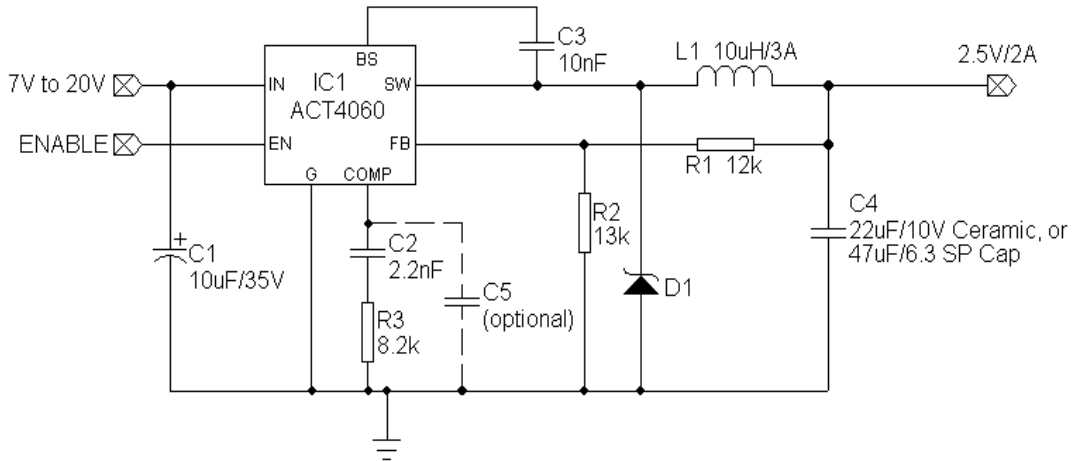 BS
C3
10nF
L1 10uH/3A
2.5V/2A
7V to 20V
IN
IC1
SW
ACT4060
ENABLE
EN
FB
R1 12k
G
COMP
C4
22uF/10V Ceramic, or
47uF/6.3 SP Cap
R2
13k
+
C1
10uF/35V
C2
2.2nF
C5
(optional)
D1
R3
8.2k